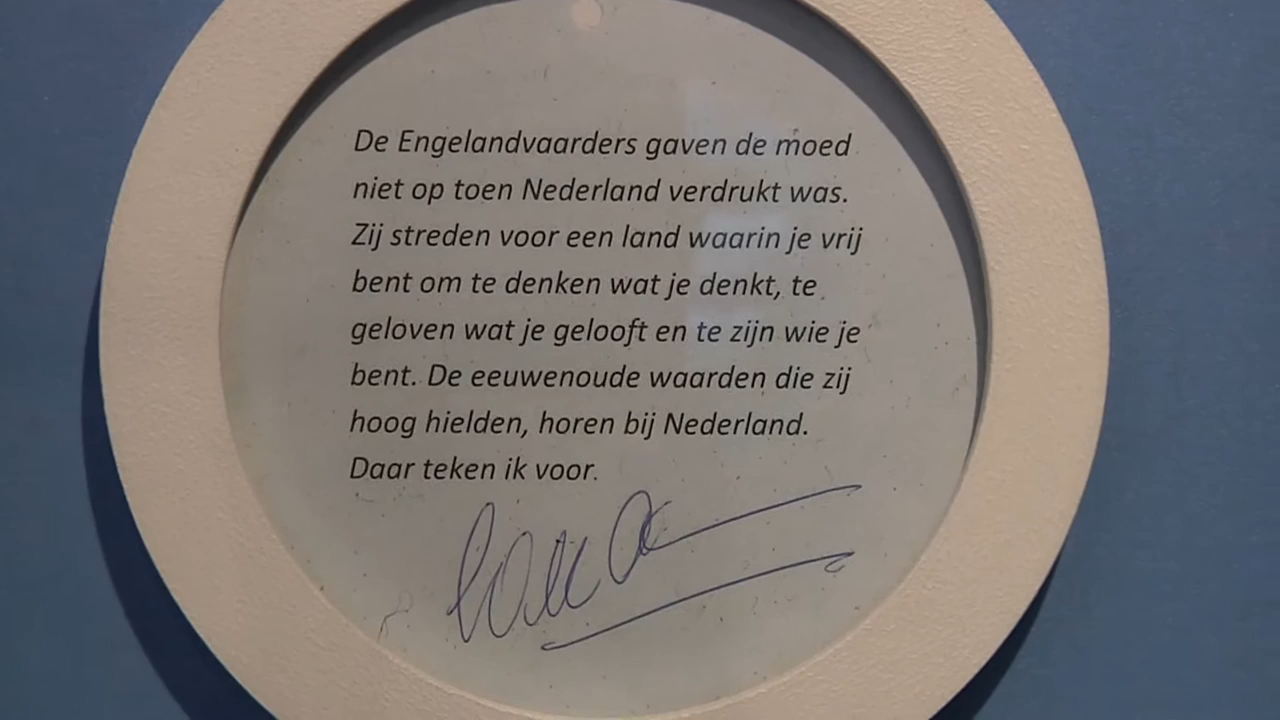 De Engelandvaarders gaven de moed
niet op toen Nederland verdrukt was.
Zij streden voor een land waarin je vrij
bent om te denken wat je denkt, te
geloven wat je gelooft en te zijn wie je
bent. De eeuwenoude waarden die zij
hoog hielden, horen bij Nederland.
Daar teken ik voor.